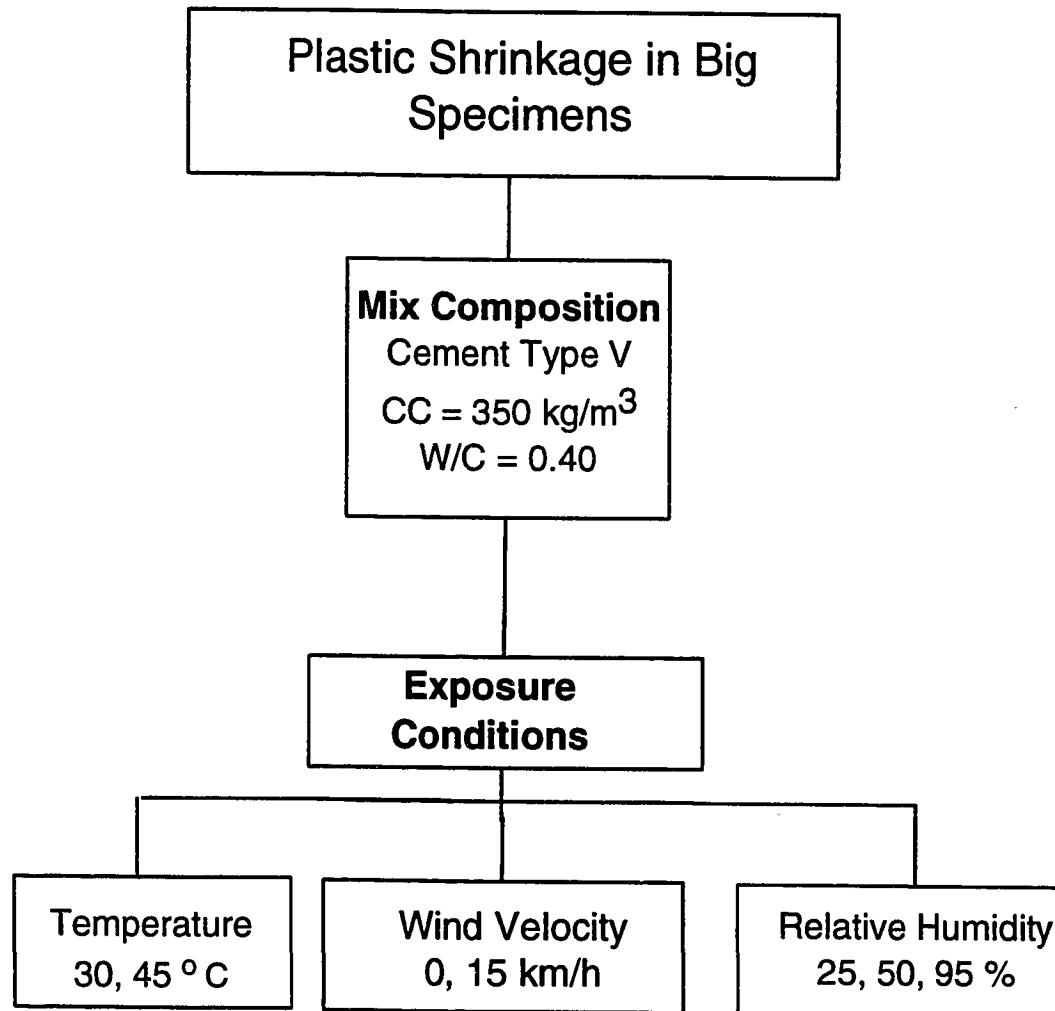 Plastic Shrinkage in Big
Specimens
Mix Composition
Cement Type V
CC = 350 kg/m³
W/C = 0.40
Exposure
Conditions
Temperature
30, 45 º C
Wind Velocity
0, 15 km/h
Relative Humidity
25, 50, 95 %